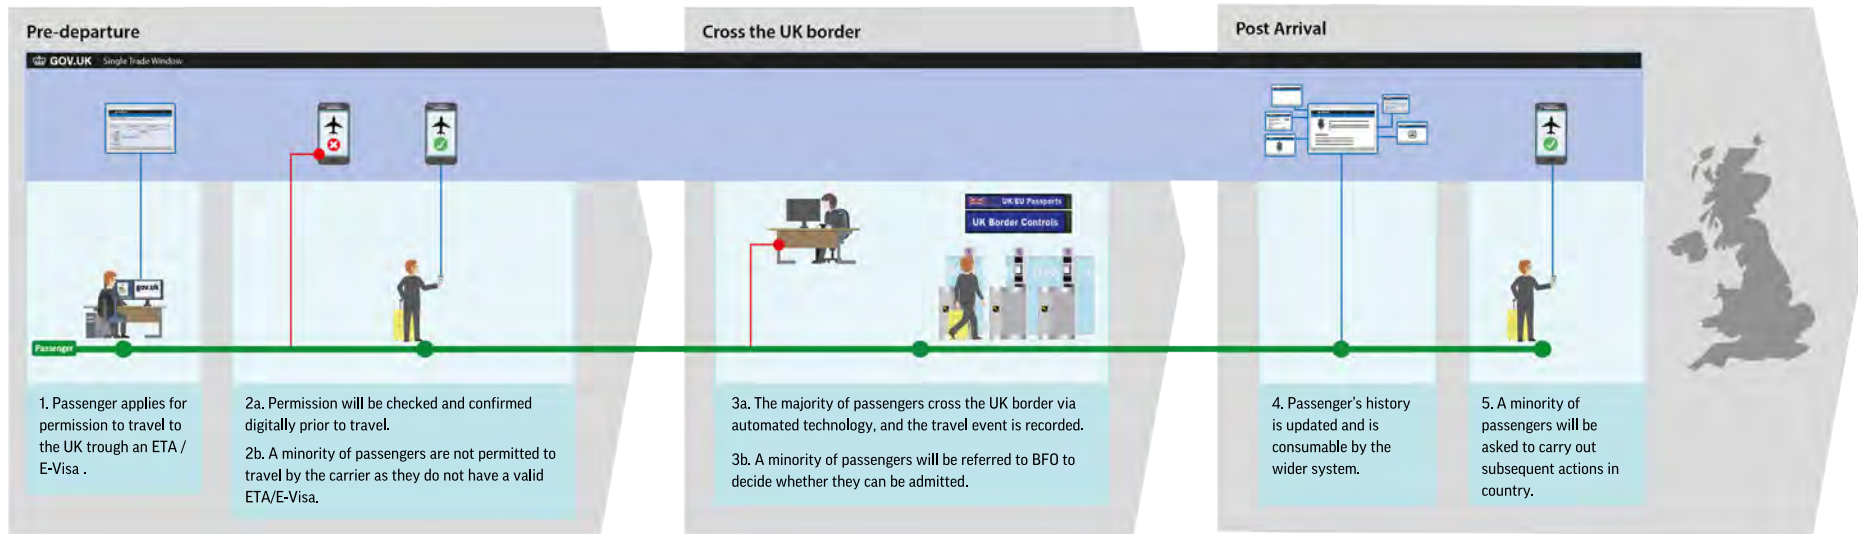 Pre-departure
Cross the UK border
Post Arrival
GOV.UK Single Trade Window
UK/EU Passports
UK Border Controls
gov.uk
Passenger
1. Passenger applies for
permission to travel to
the UK trough an ETA /
E-Visa .
2a. Permission will be checked and confirmed
digitally prior to travel.
2b. A minority of passengers are not permitted to
travel by the carrier as they do not have a valid
ETA/E-Visa.
3a. The majority of passengers cross the UK border via
automated technology, and the travel event is recorded.
3b. A minority of passengers will be referred to BFO to
decide whether they can be admitted.
4. Passenger's history
is updated and is
consumable by the
wider system.
5. A minority of
passengers will be
asked to carry out
subsequent actions in
country.